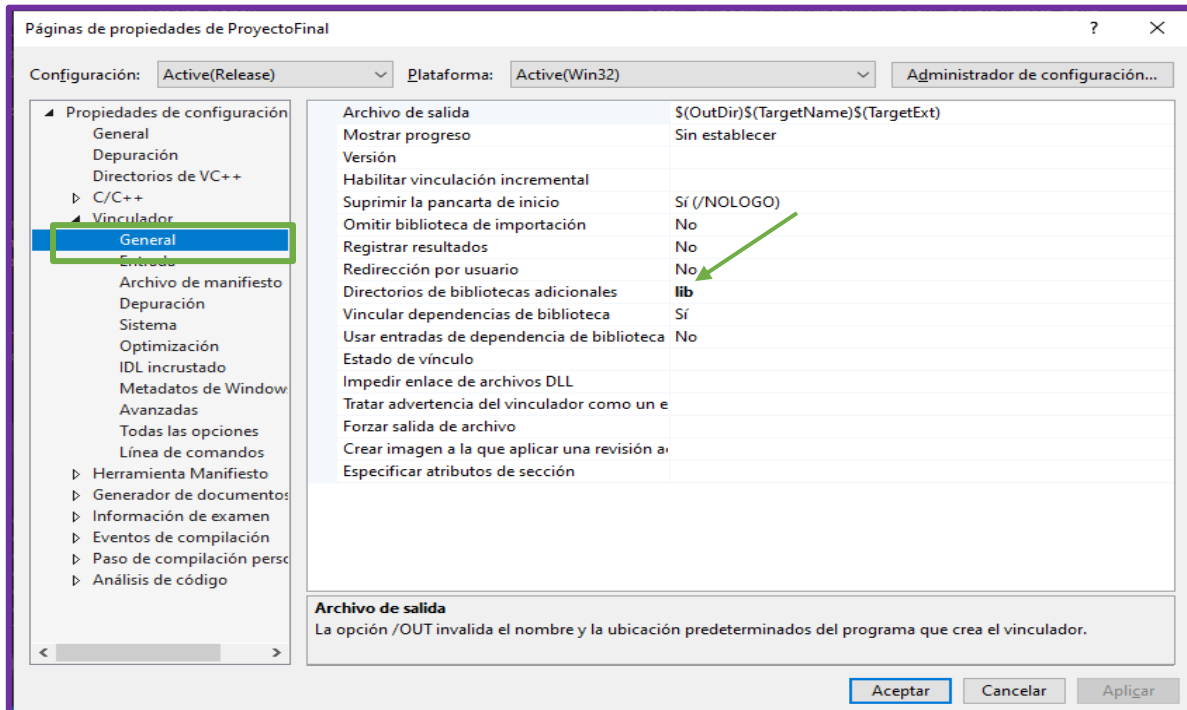 Páginas de propiedades de ProyectoFinal
?
Configuración: Active(Release) Plataforma: Active(Win32) Administrador de configuración...
Propiedades de configuración
General
Depuración
Directorios de VC++
C/C++
Vinculador
General
Entrada
Archivo de manifiesto
Depuración
Sistema
Optimización
IDL incrustado
Metadatos de Window
Avanzadas
Todas las opciones
Línea de comandos
Herramienta Manifiesto
Generador de documentos
Información de examen
Eventos de compilación
Paso de compilación perso
Análisis de código
Archivo de salida $(OutDir)$(TargetName)$(TargetExt)
Mostrar progreso Sin establecer
Versión
Habilitar vinculación incremental
Suprimir la pancarta de inicio Sí (/NOLOGO)
Omitir biblioteca de importación No
Registrar resultados No
Redirección por usuario No
Directorios de bibliotecas adicionales lib
Vincular dependencias de biblioteca Sí
Usar entradas de dependencia de biblioteca No
Estado de vínculo
Impedir enlace de archivos DLL
Tratar advertencia del vinculador como un e
Forzar salida de archivo
Crear imagen a la que aplicar una revisión a
Especificar atributos de sección
Archivo de salida
La opción /OUT invalida el nombre y la ubicación predeterminados del programa que crea el vinculador.
Aceptar Cancelar Aplicar